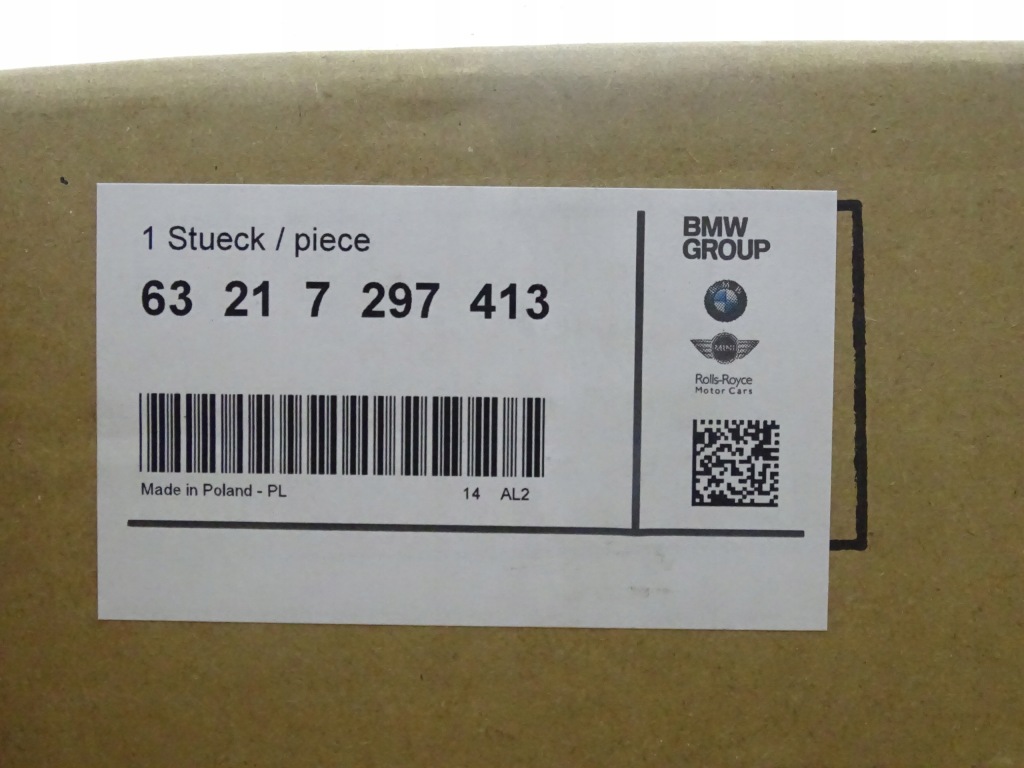 1 Stueck / piece
63 21 7 297 413
Made in Poland - PL
14 AL2
BMW
GROUP
BMW
MINI
Rolls-Royce
Motor Cars